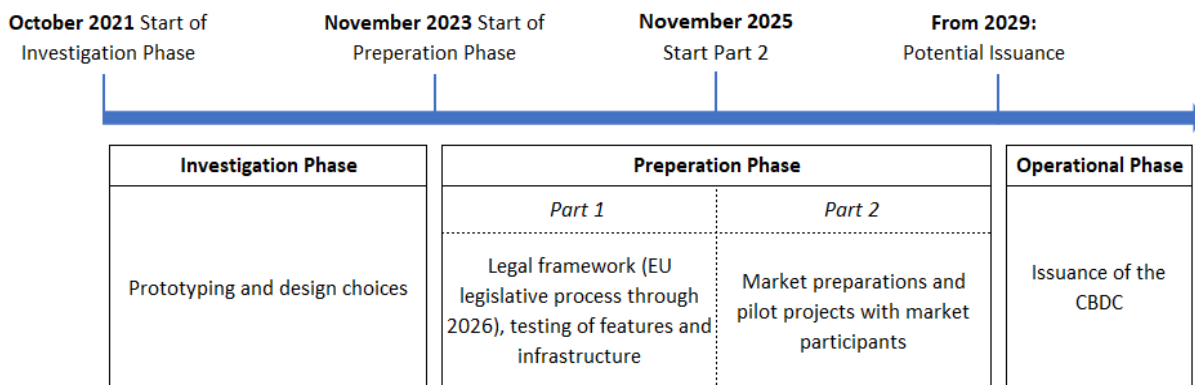 October 2021 Start of
Investigation Phase
November 2023 Start of
Preperation Phase
November 2025
Start Part 2
From 2029:
Potential Issuance
Investigation Phase
Preperation Phase
Operational Phase
Part 1
Part 2
Prototyping and design choices
Legal framework (EU
legislative process through
2026), testing of features and
infrastructure
Market preparations and
pilot projects with market
participants
Issuance of the
CBDC